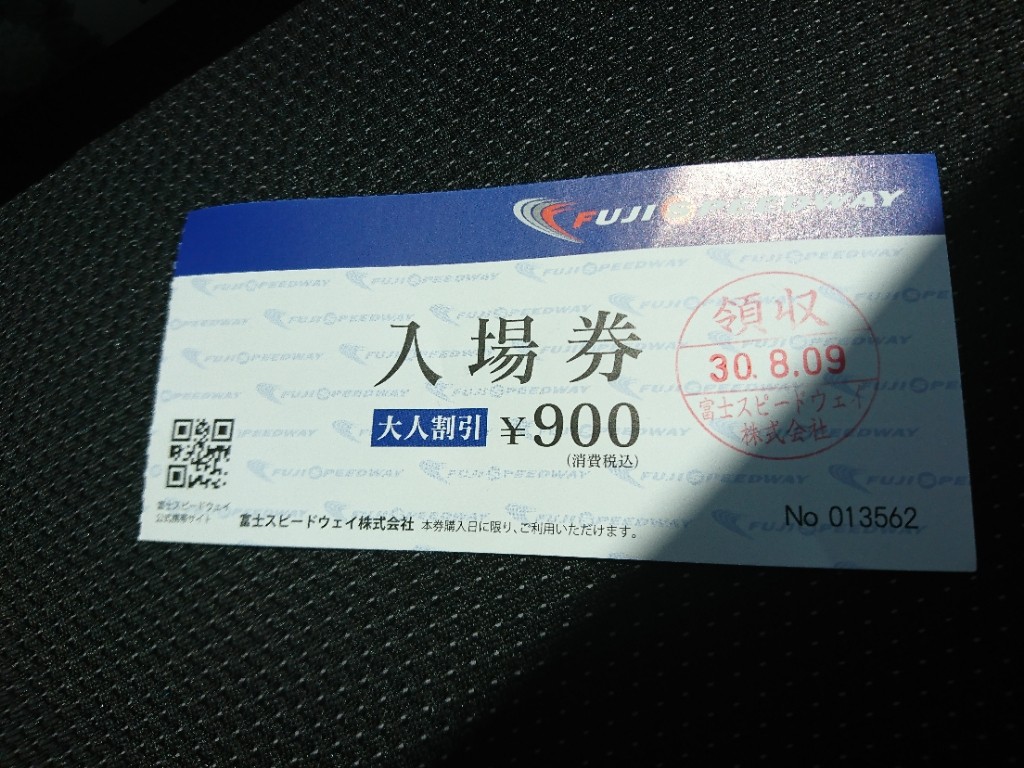 FUJI SPEEDWAY
入場券
大人割引 ¥900
(消費税込)
領収
30.8.09
富士スピードウェイ
株式会社
富士スピードウェイ
公式携帯サイト
富士スピードウェイ株式会社 本券購入日に限り、ご利用いただけます。
No 013562